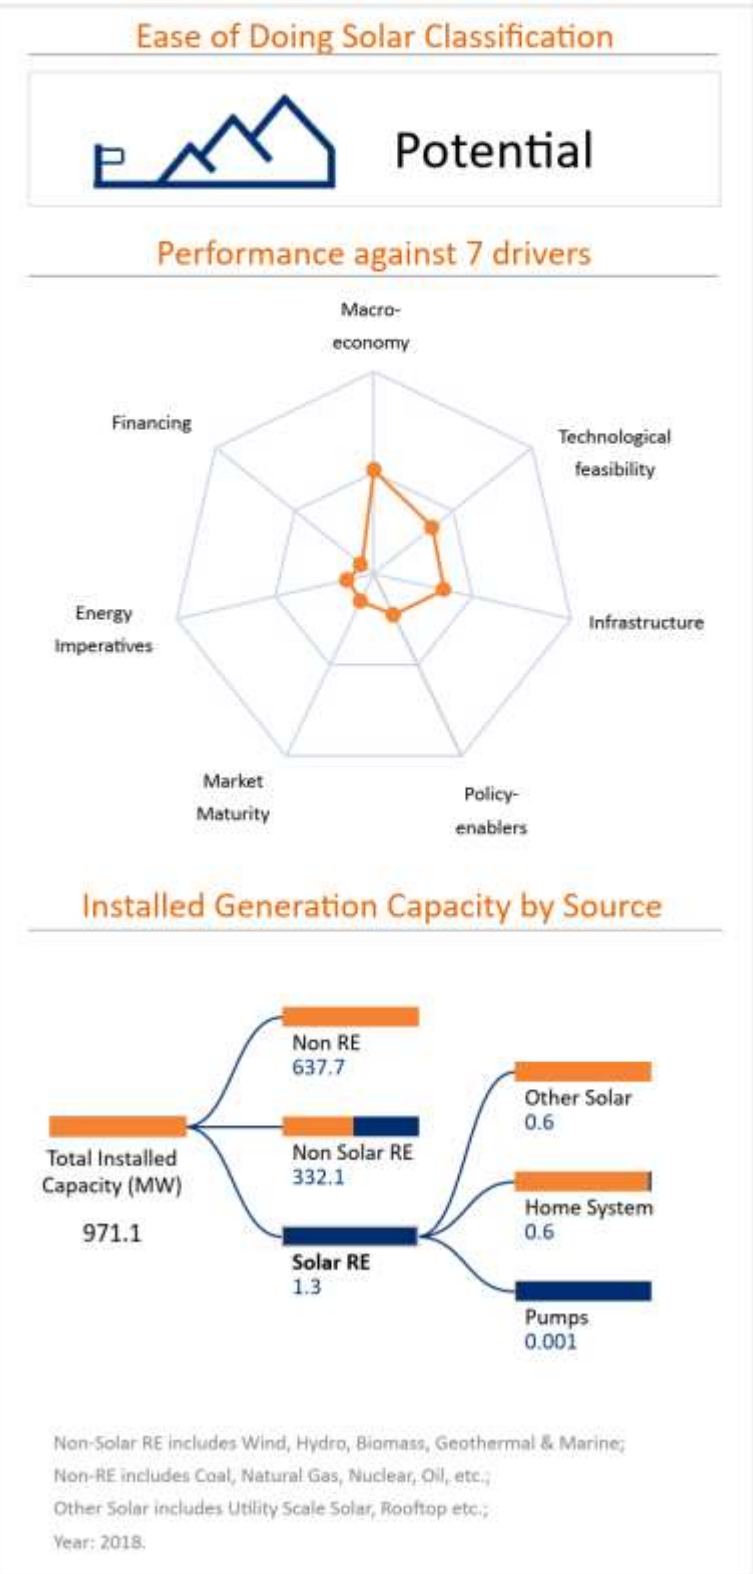 Ease of Doing Solar Classification
Potential
Performance against 7 drivers
Macro-
economy
Financing
Technological
feasibility
Energy
Imperatives
Infrastructure
Market
Maturity
Policy-
enablers
Installed Generation Capacity by Source
Total Installed
Capacity (MW)
971.1
Non RE
637.7
Non Solar RE
332.1
Solar RE
1.3
Other Solar
0.6
Home System
0.6
Pumps
0.001
Non-Solar RE includes Wind, Hydro, Biomass, Geothermal & Marine;
Non-RE includes Coal, Natural Gas, Nuclear, Oil, etc.;
Other Solar includes Utility Scale Solar, Rooftop etc.;
Year: 2018.